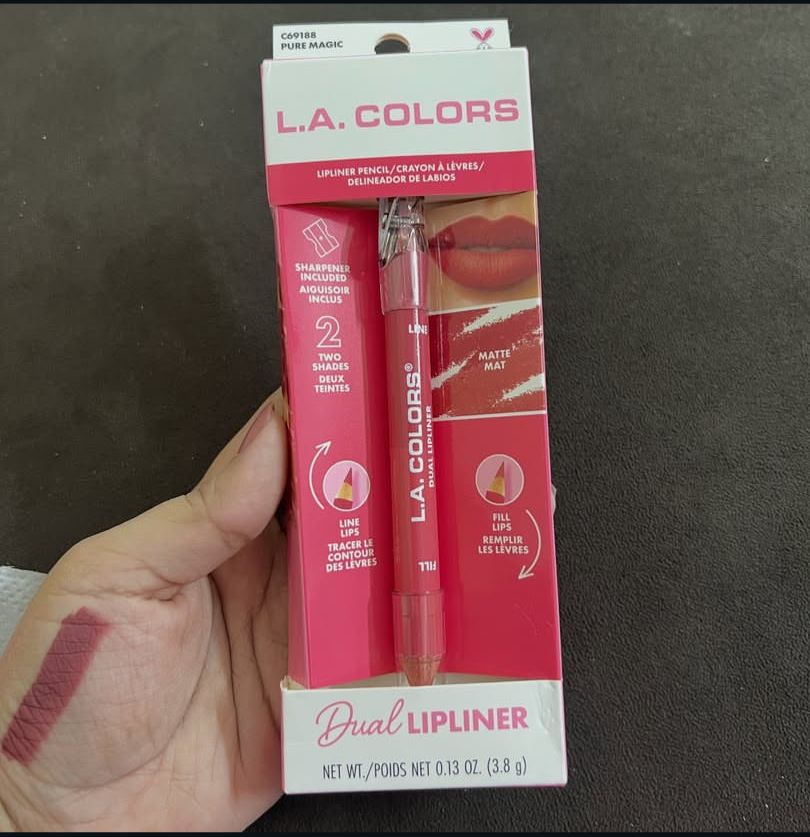 C69188
PURE MAGIC
L.A. COLORS
LIPLINER PENCIL/CRAYON À LÈVRES/
DELINEADOR DE LABIOS
SHARPENER
INCLUDED
AIGUISOIR
INCLUS
2
TWO
SHADES
DEUX
TEINTES
LINE
LIPS
TRACER LE
CONTOUR
DES LÈVRES
LINE
L.A. COLORS®
DUAL LIPLINER
FILL
MATTE
MAT
FILL
LIPS
REMPLIR
LES LÈVRES
Dual LIPLINER
NET WT./POIDS NET 0.13 OZ. (3.8 g)